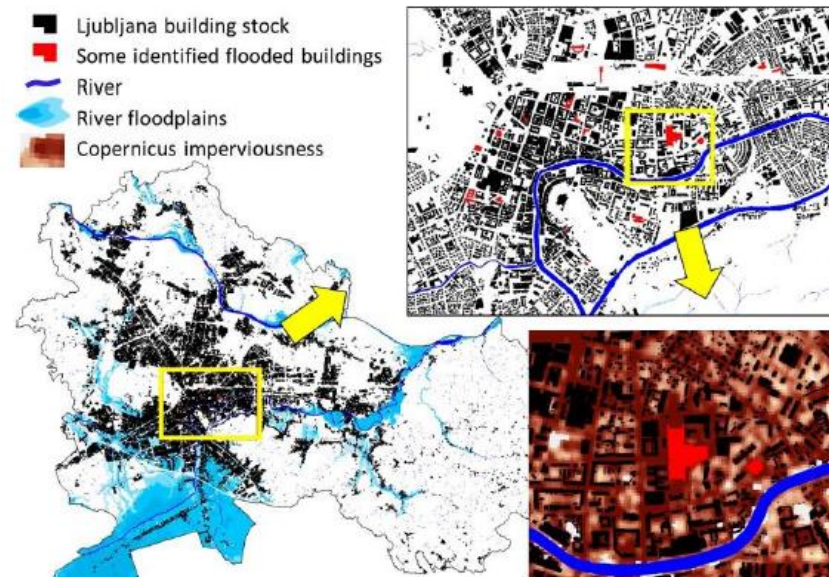 Ljubljana building stock
Some identified flooded buildings
River
River floodplains
Copernicus imperviousness